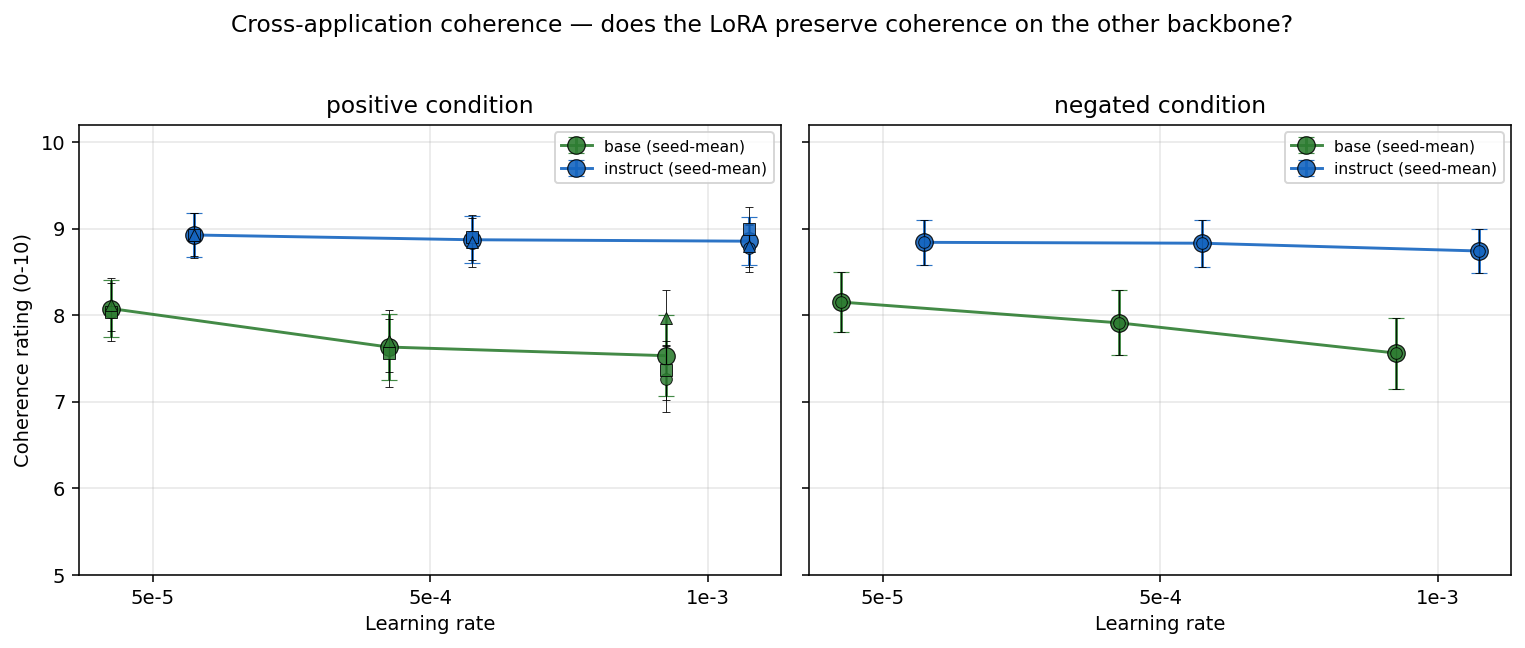 Cross-application coherence — does the LoRA preserve coherence on the other backbone?
positive condition
negated condition
base (seed-mean)
instruct (seed-mean)
base (seed-mean)
instruct (seed-mean)
Coherence rating (0-10)
10
9
8
7
6
5
5e-5
5e-4
1e-3
5e-5
5e-4
1e-3
Learning rate
Learning rate